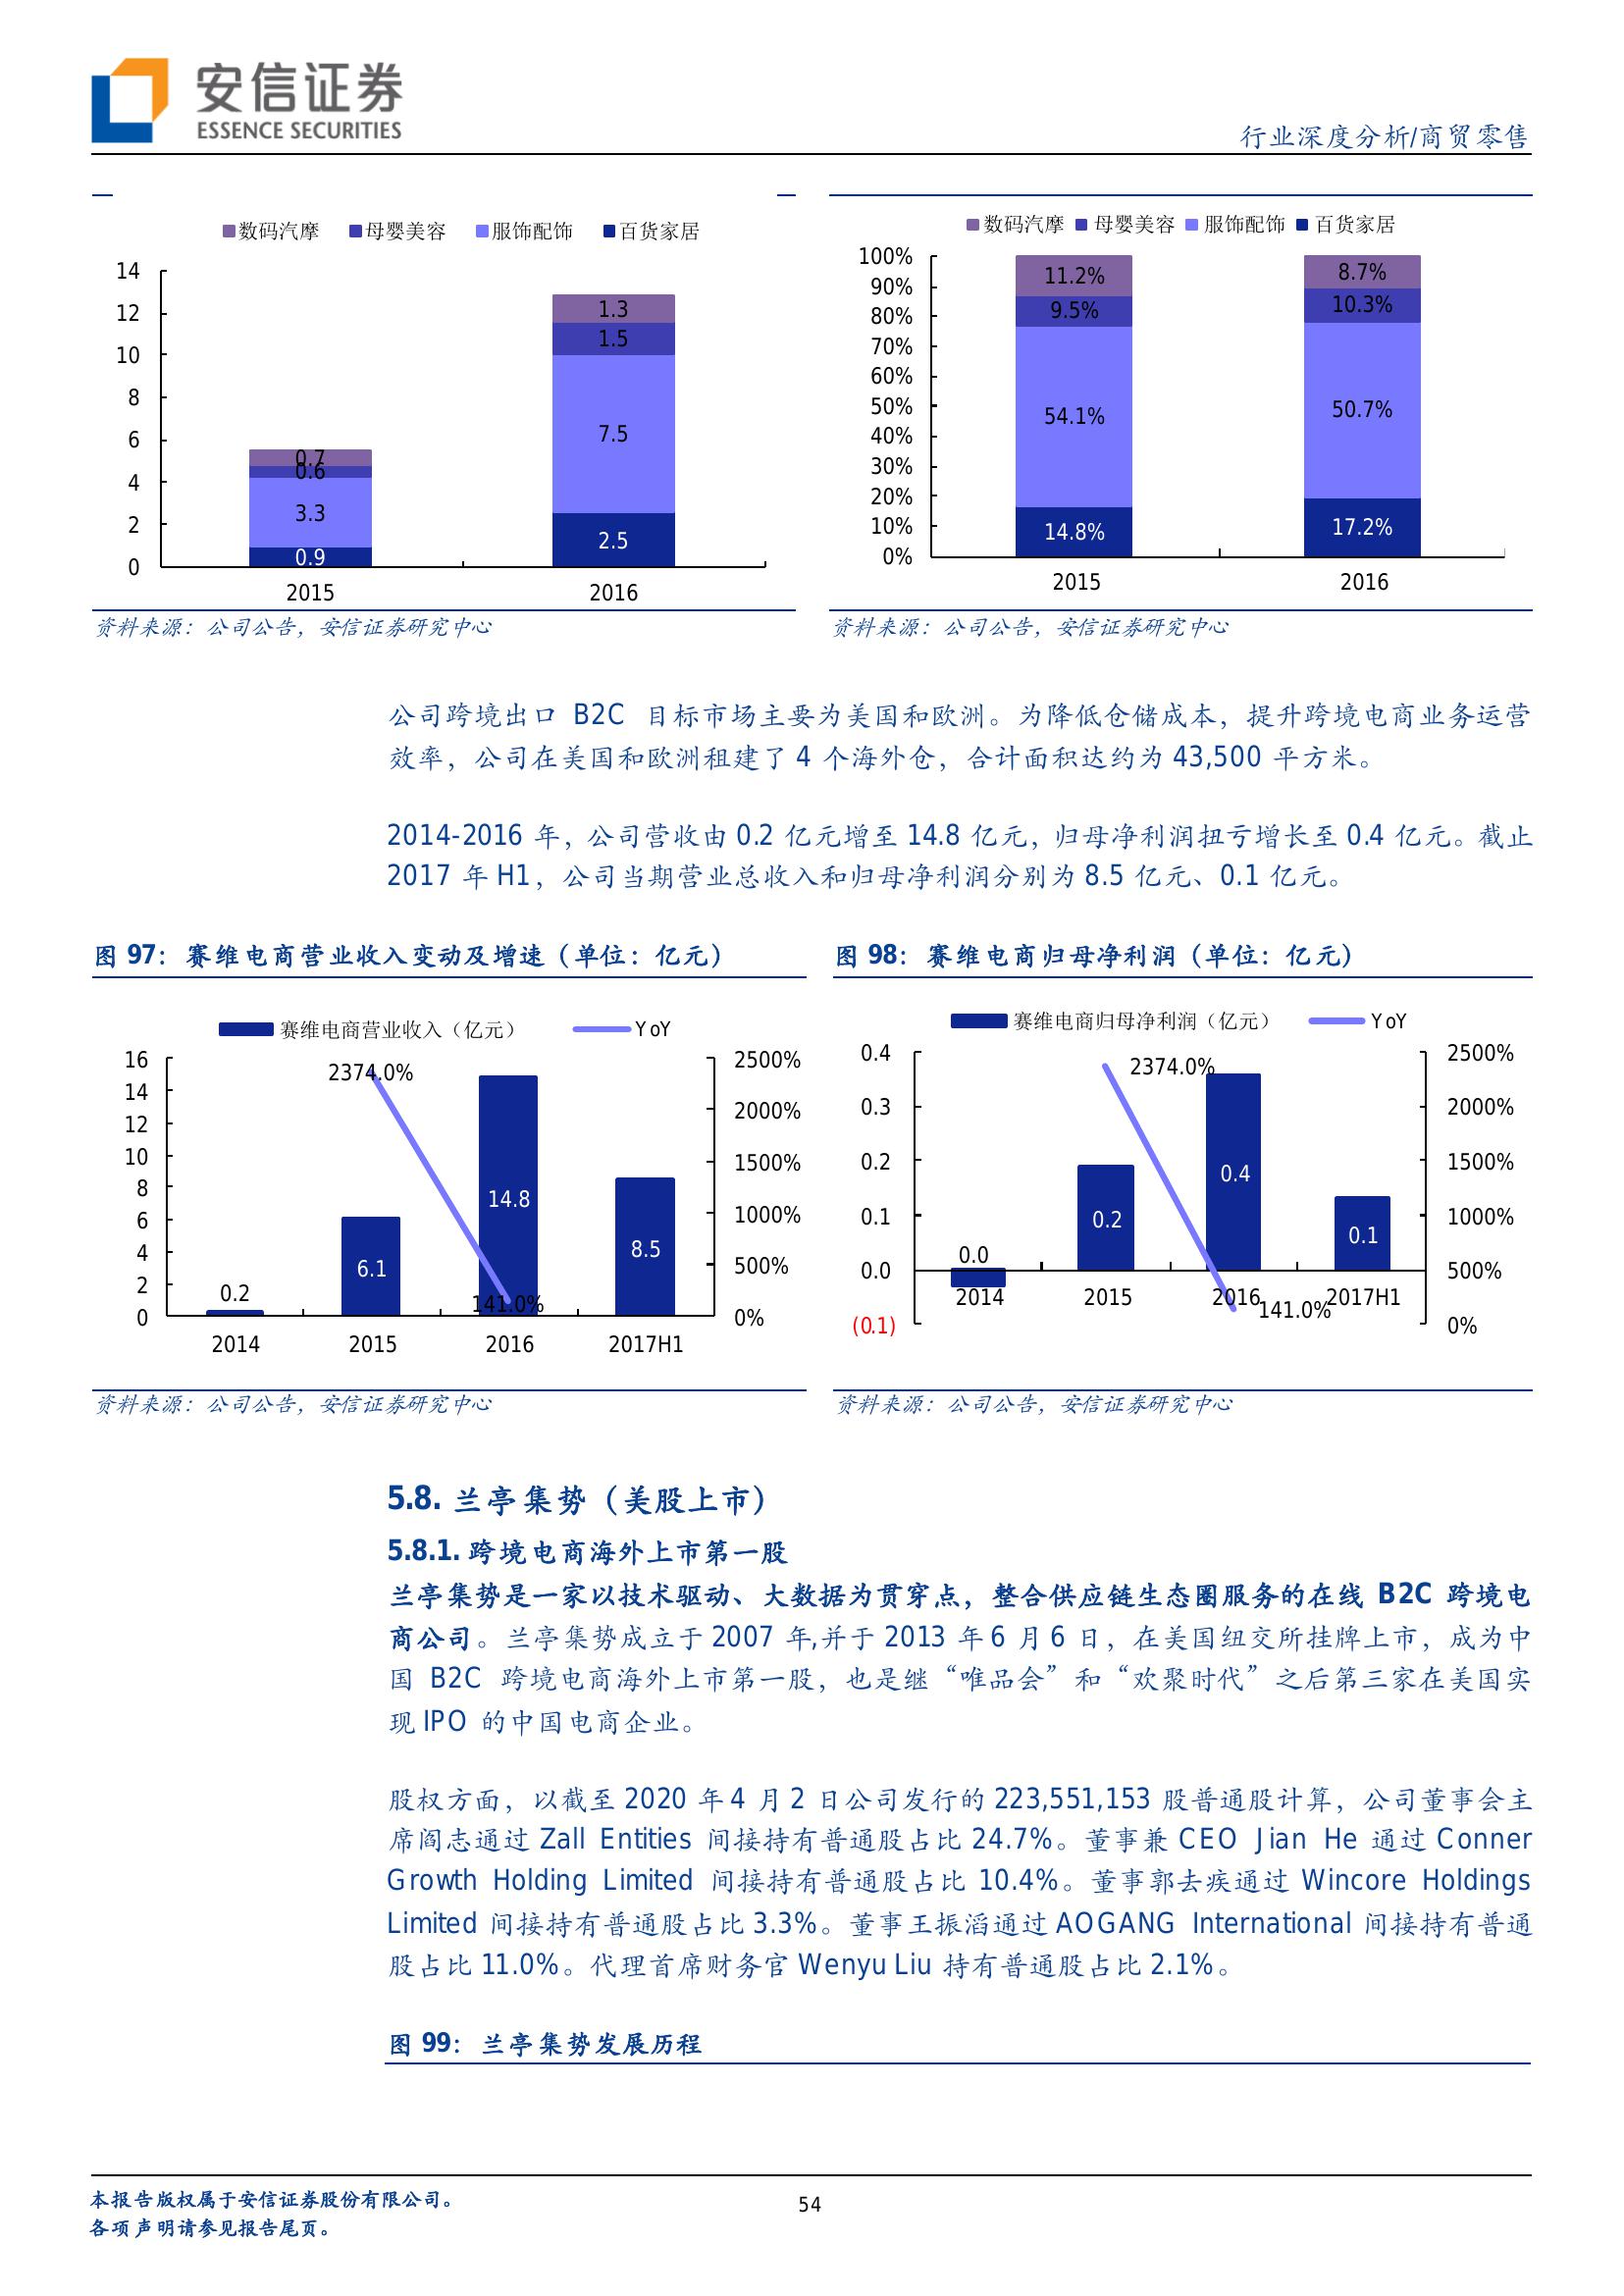 安信证券
ESSENCE SECURITIES
行业深度分析/商贸零售
数码汽摩 母婴美容 服饰配饰 百货家居
14
12
10
8
6
4
2
0
0.7
0.6
3.3
0.9
1.3
1.5
7.5
2.5
2015 2016
资料来源：公司公告，安信证券研究中心
数码汽摩 母婴美容 服饰配饰 百货家居
100%
90%
80%
70%
60%
50%
40%
30%
20%
10%
0%
11.2%
9.5%
54.1%
14.8%
8.7%
10.3%
50.7%
17.2%
2015 2016
资料来源：公司公告，安信证券研究中心
公司跨境出口 B2C 目标市场主要为美国和欧洲。为降低仓储成本，提升跨境电商业务运营
效率，公司在美国和欧洲租建了 4 个海外仓，合计面积达约为 43,500 平方米。
2014-2016 年，公司营收由 0.2 亿元增至 14.8 亿元，归母净利润扭亏增长至 0.4 亿元。截止
2017 年 H1，公司当期营业总收入和归母净利润分别为 8.5 亿元、0.1 亿元。
图 97：赛维电商营业收入变动及增速（单位：亿元）
赛维电商营业收入（亿元） YoY
16
14
12
10
8
6
4
2
0
2374.0%
0.2
6.1
14.8
141.0%
8.5
2500%
2000%
1500%
1000%
500%
0%
2014 2015 2016 2017H1
资料来源：公司公告，安信证券研究中心
图 98：赛维电商归母净利润（单位：亿元）
赛维电商归母净利润（亿元） YoY
0.4
0.3
0.2
0.1
0.0
(0.1)
2374.0%
0.0
0.2
0.4
0.1
141.0%
2500%
2000%
1500%
1000%
500%
0%
2014 2015 2016 2017H1
资料来源：公司公告，安信证券研究中心
5.8. 兰亭集势（美股上市）
5.8.1. 跨境电商海外上市第一股
兰亭集势是一家以技术驱动、大数据为贯穿点，整合供应链生态圈服务的在线 B2C 跨境电
商公司。兰亭集势成立于 2007 年,并于 2013 年 6 月 6 日，在美国纽交所挂牌上市，成为中
国 B2C 跨境电商海外上市第一股，也是继“唯品会”和“欢聚时代”之后第三家在美国实
现 IPO 的中国电商企业。
股权方面，以截至 2020 年 4 月 2 日公司发行的 223,551,153 股普通股计算，公司董事会主
席阎志通过 Zall Entities 间接持有普通股占比 24.7%。董事兼 CEO Jian He 通过 Conner
Growth Holding Limited 间接持有普通股占比 10.4%。董事郭去疾通过 Wincore Holdings
Limited 间接持有普通股占比 3.3%。董事王振滔通过 AOGANG International 间接持有普通
股占比 11.0%。代理首席财务官 Wenyu Liu 持有普通股占比 2.1%。
图 99：兰亭集势发展历程
本报告版权属于安信证券股份有限公司。
各项声明请参见报告尾页。
54